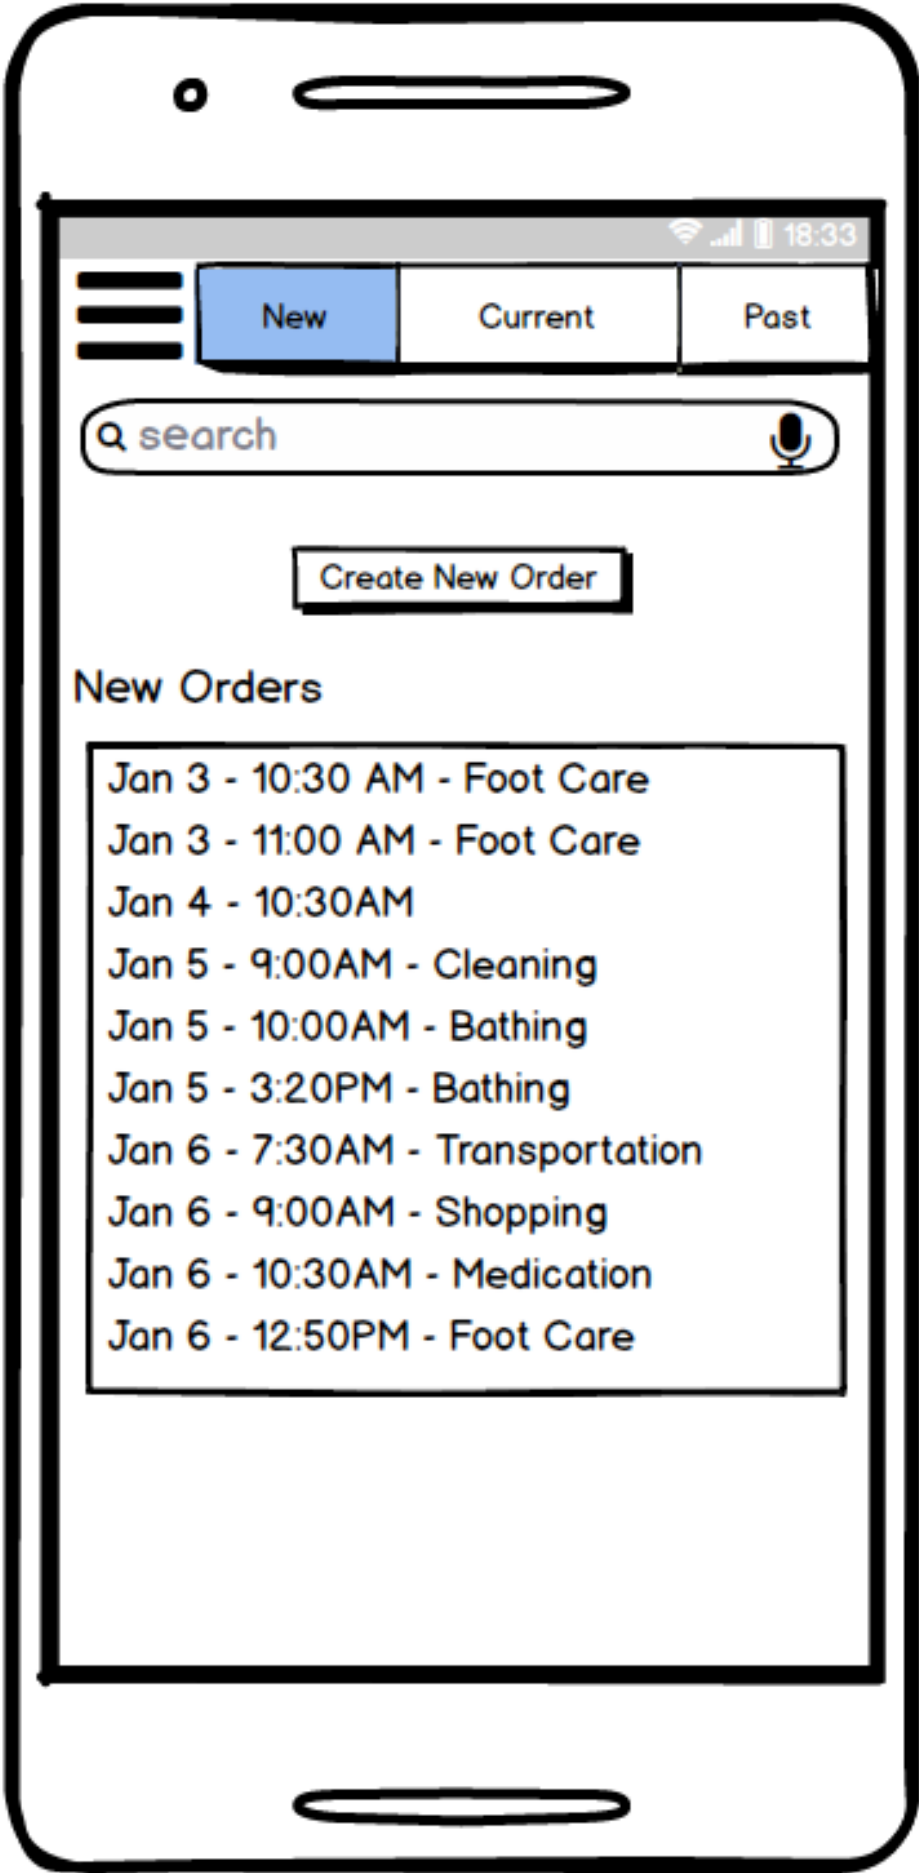 18:33
New Current Past
search
Create New Order
New Orders
Jan 3 - 10:30 AM - Foot Care
Jan 3 - 11:00 AM - Foot Care
Jan 4 - 10:30AM
Jan 5 - 9:00AM - Cleaning
Jan 5 - 10:00AM - Bathing
Jan 5 - 3:20PM - Bathing
Jan 6 - 7:30AM - Transportation
Jan 6 - 9:00AM - Shopping
Jan 6 - 10:30AM - Medication
Jan 6 - 12:50PM - Foot Care